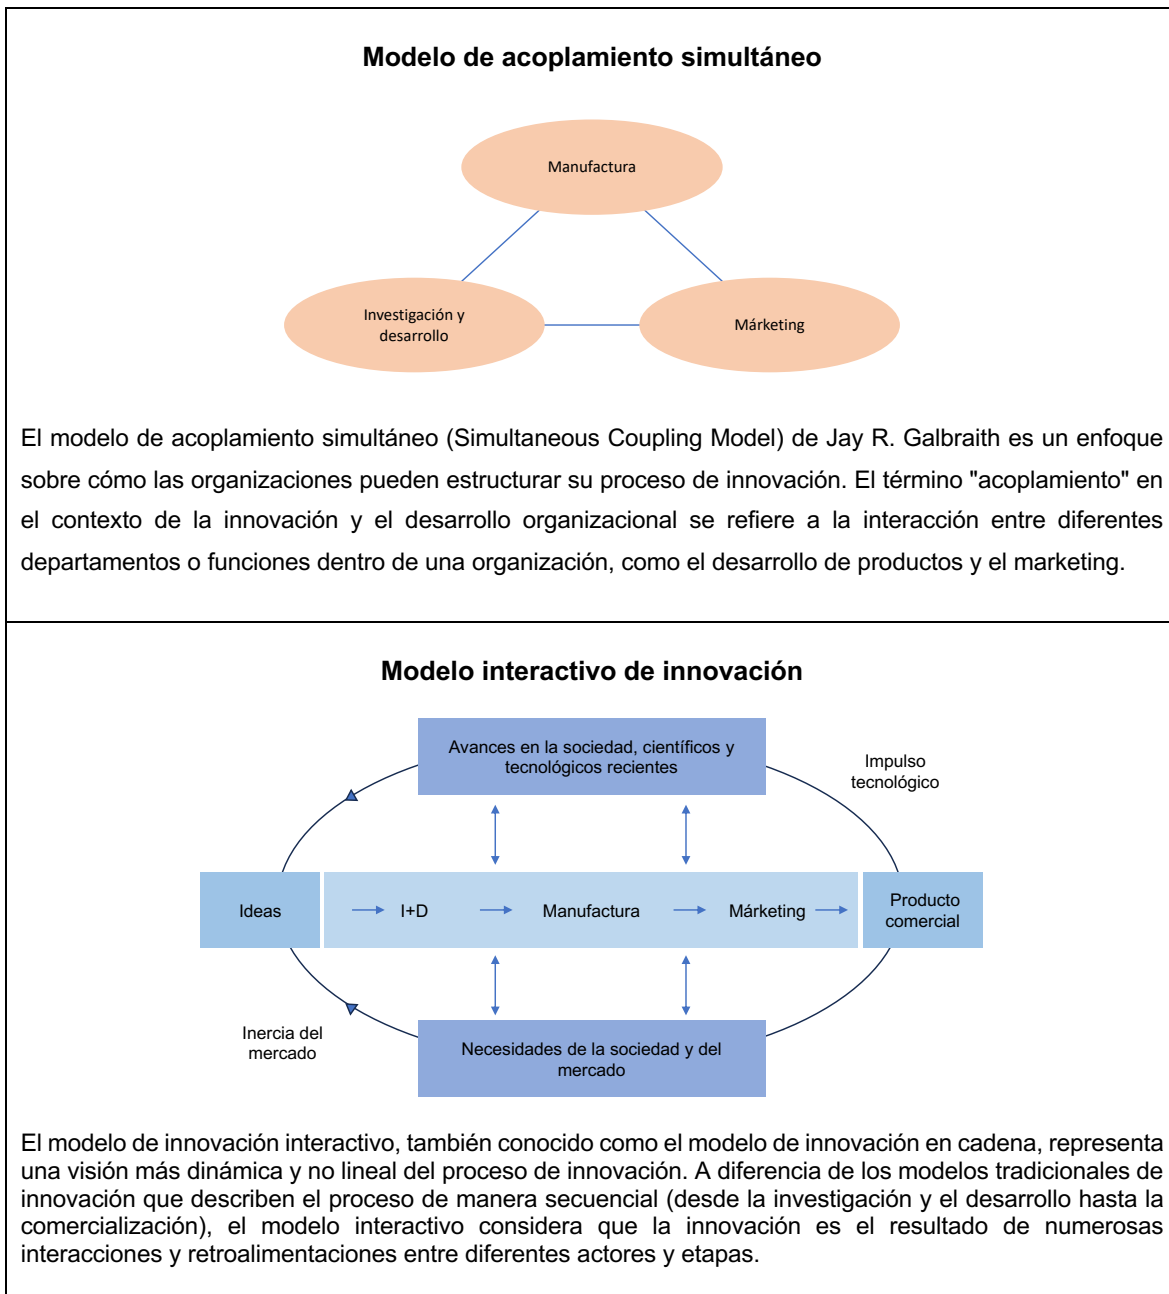 Modelo de acoplamiento simultáneo
Manufactura
Investigación y
desarrollo
Márketing
El modelo de acoplamiento simultáneo (Simultaneous Coupling Model) de Jay R. Galbraith es un enfoque
sobre cómo las organizaciones pueden estructurar su proceso de innovación. El término "acoplamiento" en
el contexto de la innovación y el desarrollo organizacional se refiere a la interacción entre diferentes
departamentos o funciones dentro de una organización, como el desarrollo de productos y el marketing.
Modelo interactivo de innovación
Avances en la sociedad, científicos y
tecnológicos recientes
Impulso
tecnológico
Ideas
I+D
Manufactura
Márketing
Producto
comercial
Inercia del
mercado
Necesidades de la sociedad y del
mercado
El modelo de innovación interactivo, también conocido como el modelo de innovación en cadena, representa
una visión más dinámica y no lineal del proceso de innovación. A diferencia de los modelos tradicionales de
innovación que describen el proceso de manera secuencial (desde la investigación y el desarrollo hasta la
comercialización), el modelo interactivo considera que la innovación es el resultado de numerosas
interacciones y retroalimentaciones entre diferentes actores y etapas.